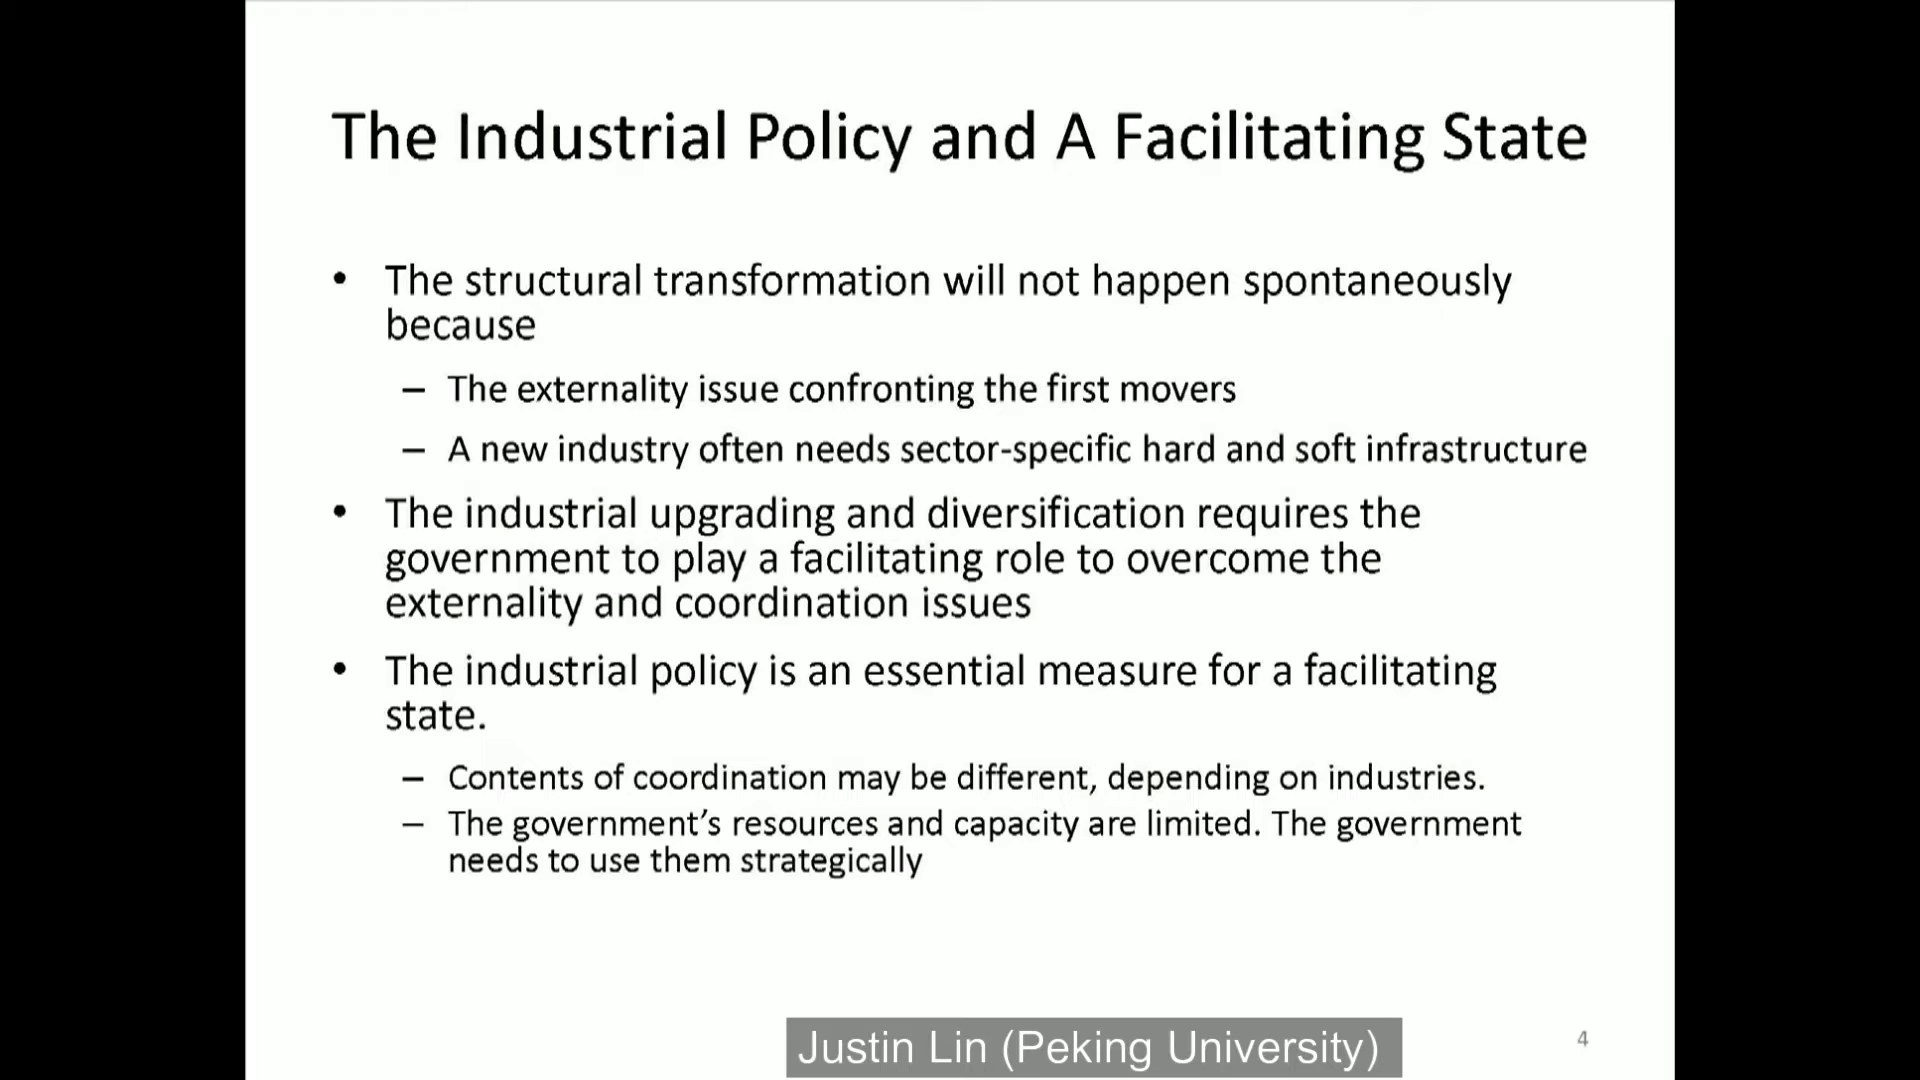 The Industrial Policy and A Facilitating State
• The structural transformation will not happen spontaneously
because
– The externality issue confronting the first movers
– A new industry often needs sector-specific hard and soft infrastructure
• The industrial upgrading and diversification requires the
government to play a facilitating role to overcome the
externality and coordination issues
• The industrial policy is an essential measure for a facilitating
state.
– Contents of coordination may be different, depending on industries.
– The government’s resources and capacity are limited. The government
needs to use them strategically
Justin Lin (Peking University)
4